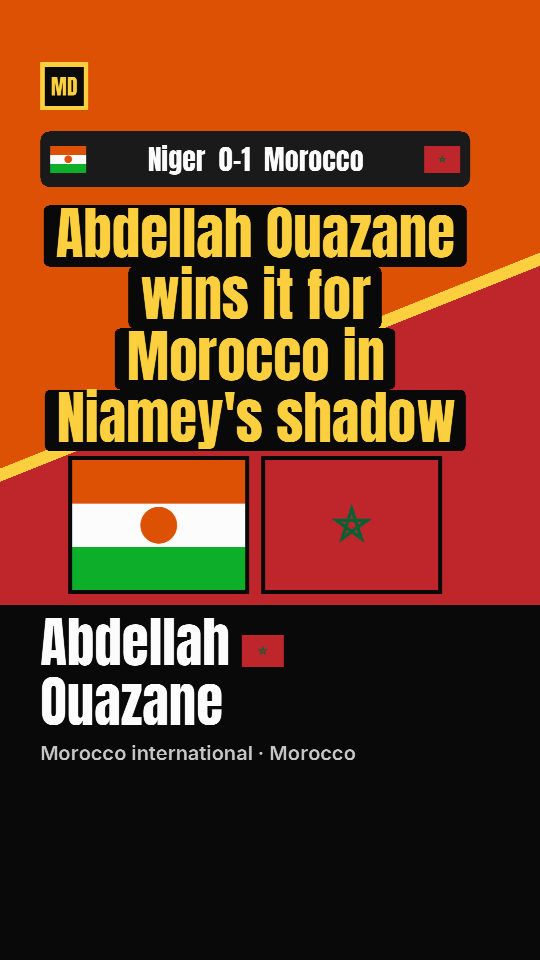 MD
Niger 0-1 Morocco
Abdellah Ouazane
wins it for
Morocco in
Niamey's shadow
Abdellah
Ouazane
Morocco international · Morocco